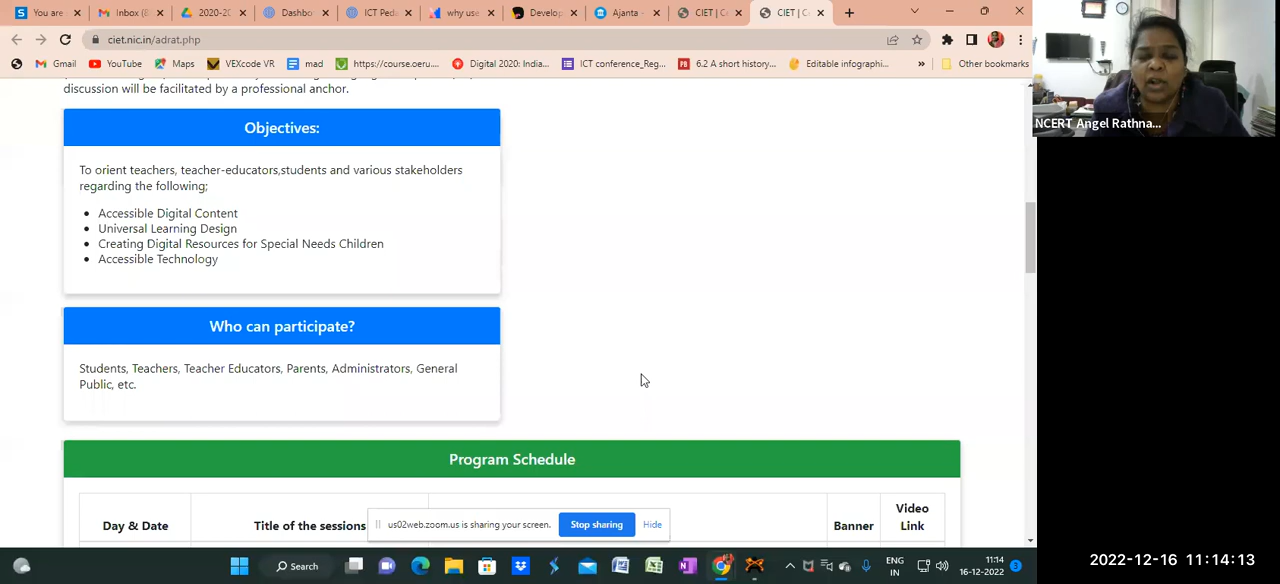 You are
Inbox (8
2020-20
Dashbo
ICT Peda
why use
Develop
Ajanta -
CIET | C
CIET | C
ciet.nic.in/adrat.php
Gmail
YouTube
Maps
VEXcode VR
mad
https://course.oeru....
Digital 2020: India...
ICT conference_Reg...
6.2 A short history...
Editable infographi...
»
Other bookmarks
discussion will be facilitated by a professional anchor.
Objectives:
To orient teachers, teacher-educators,students and various stakeholders
regarding the following;
Accessible Digital Content
Universal Learning Design
Creating Digital Resources for Special Needs Children
Accessible Technology
Who can participate?
Students, Teachers, Teacher Educators, Parents, Administrators, General
Public, etc.
Program Schedule
Day & Date
Title of the sessions
Banner
Video
Link
us02web.zoom.us is sharing your screen.
Stop sharing
Hide
Search
ENG
IN
11:14
16-12-2022
3
NCERT Angel Rathna...
2022-12-16 11:14:13